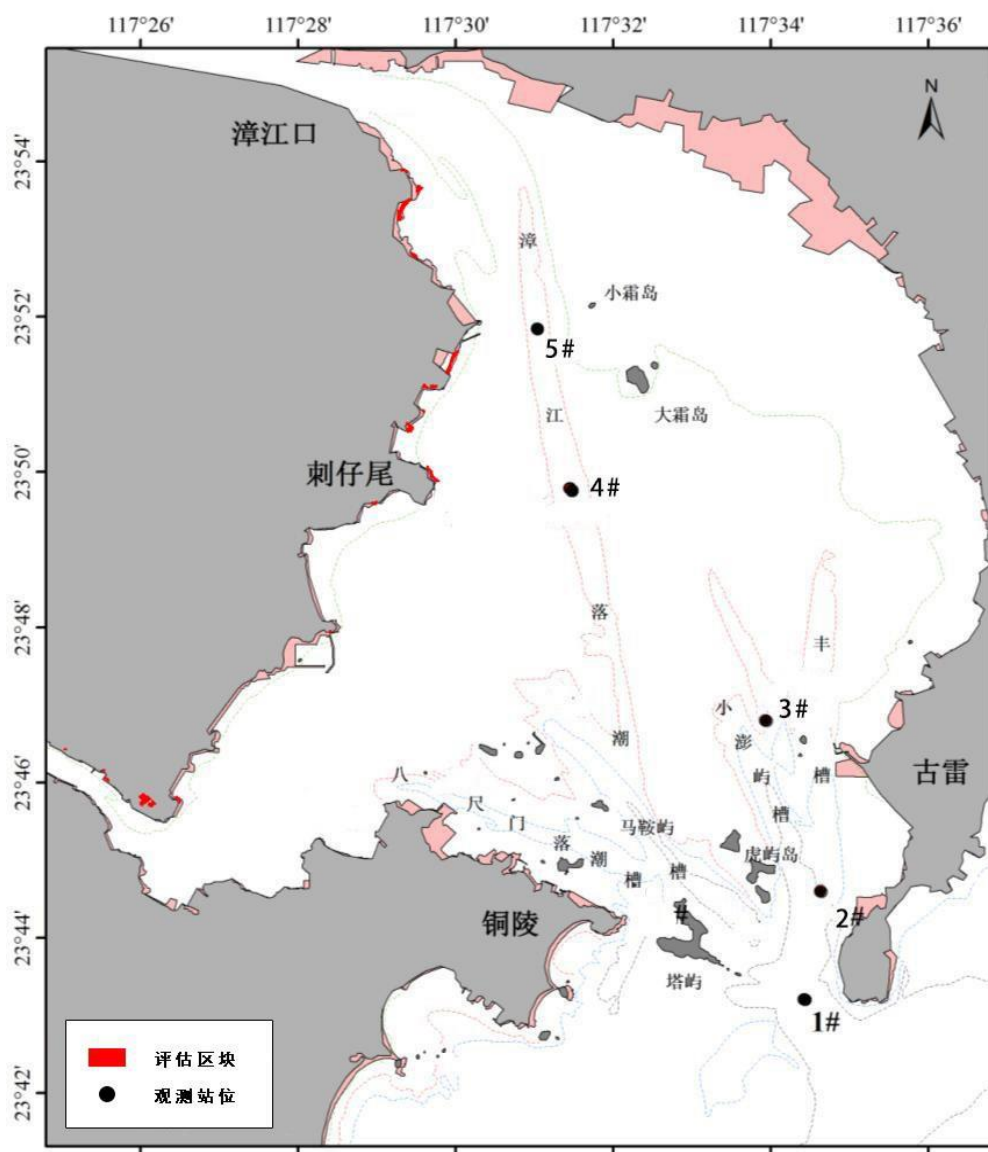 117°26'
117°28'
117°30'
117°32'
117°34'
117°36'
N
漳江口
23°54'
漳
小霜岛
23°52'
5#
江
大霜岛
23°50'
刺仔尾
4#
落
23°48'
丰
小
3#
潮
澎
古雷
23°46'
八
屿
槽
尺
门
马鞍屿
槽
落
潮
槽
虎屿岛
槽
2#
23°44'
铜陵
#
塔屿
1#
评估区块
观测站位
23°42'